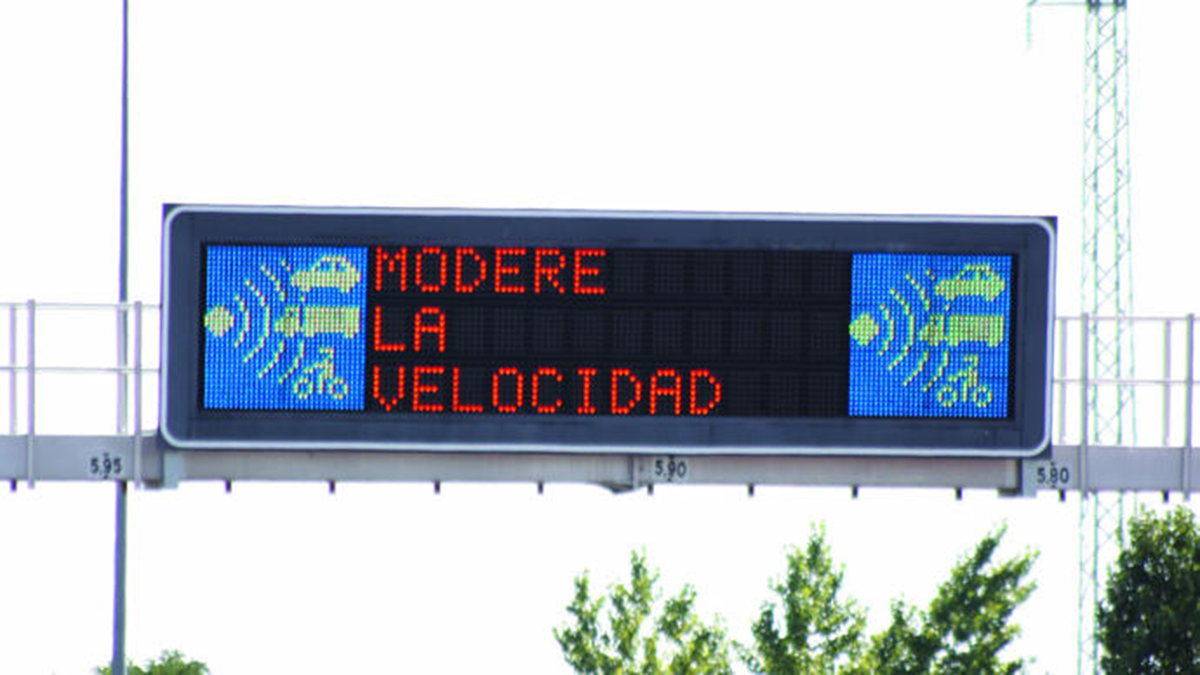 MODERE
LA
VELOCIDAD
5,95
5,90
5,80